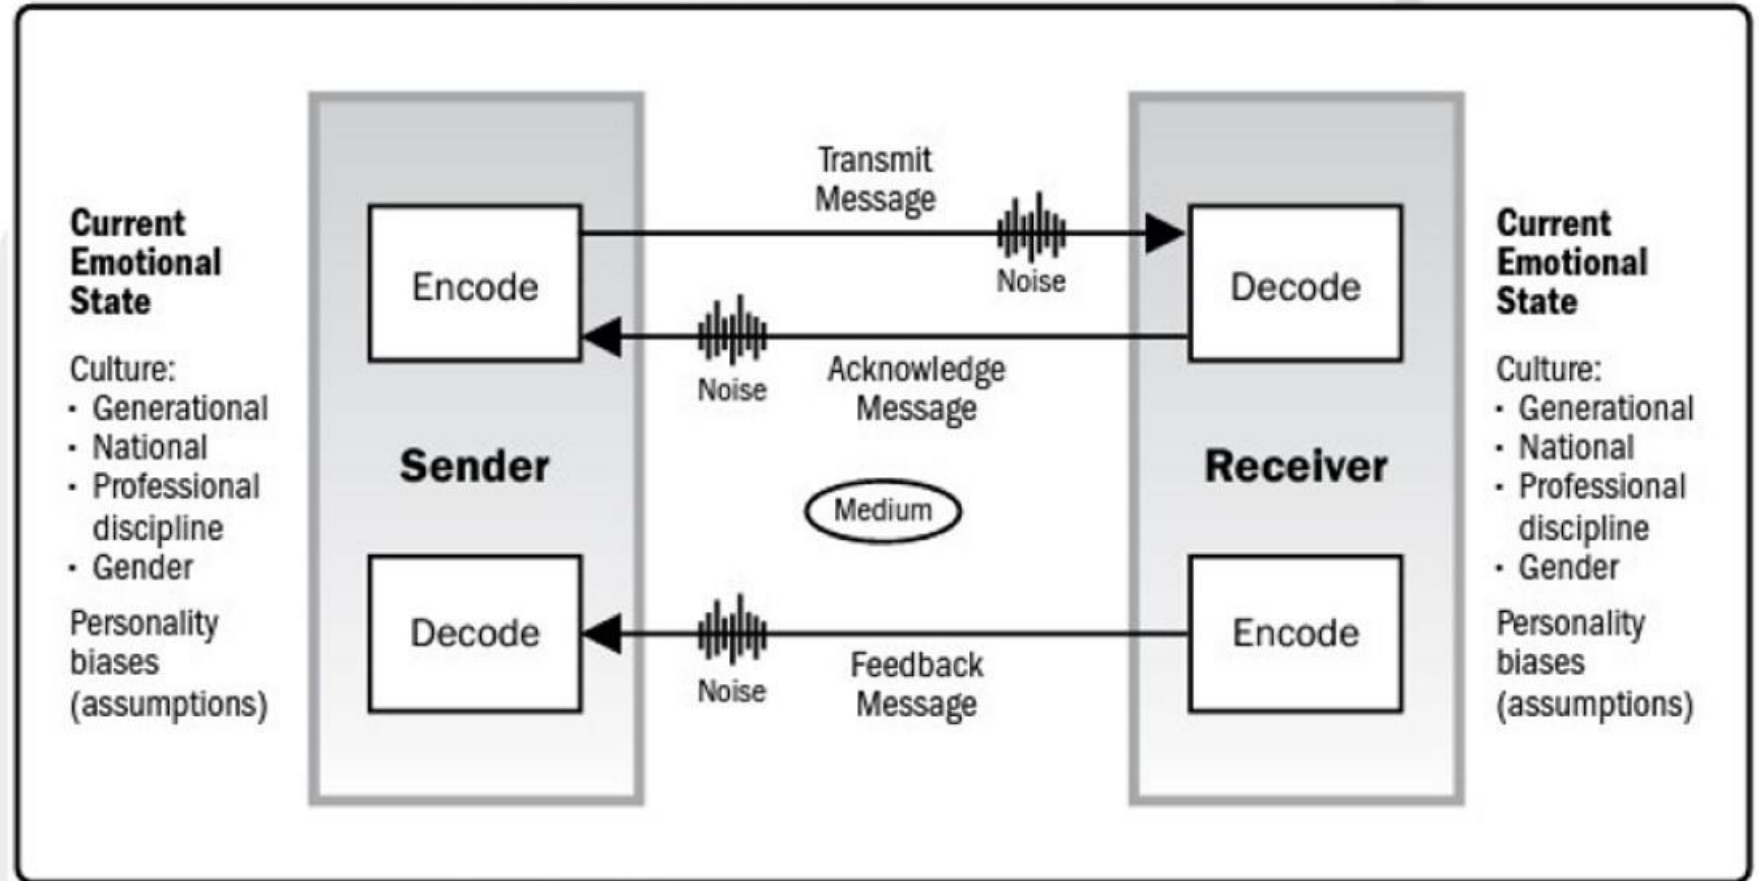 Current
Emotional
State
Culture:
· Generational
· National
· Professional
discipline
· Gender
Personality
biases
(assumptions)
Encode
Sender
Decode
Transmit
Message
Noise
Noise
Acknowledge
Message
Medium
Noise
Feedback
Message
Decode
Receiver
Encode
Current
Emotional
State
Culture:
· Generational
· National
· Professional
discipline
· Gender
Personality
biases
(assumptions)